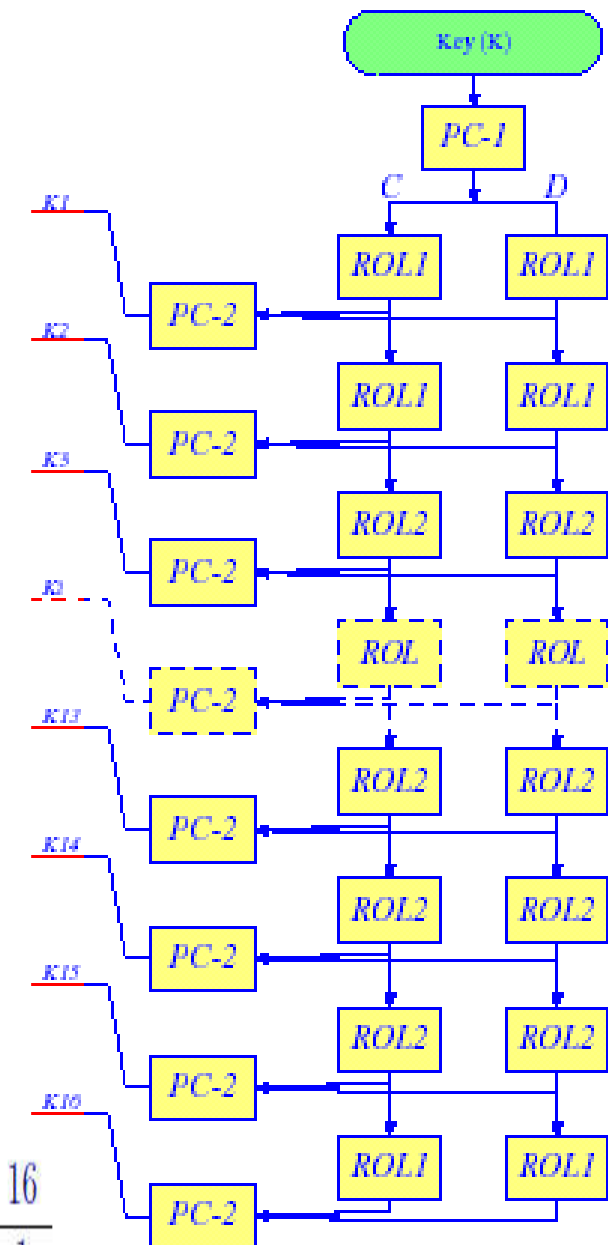 Key (K)
PC-1
C D
K1
ROL1 ROL1
PC-2
K2
ROL1 ROL1
PC-2
K3
ROL2 ROL2
PC-2
ROL ROL
PC-2
K13
ROL2 ROL2
PC-2
K14
ROL2 ROL2
PC-2
K15
ROL2 ROL2
PC-2
K16
ROL1 ROL1
16
PC-2